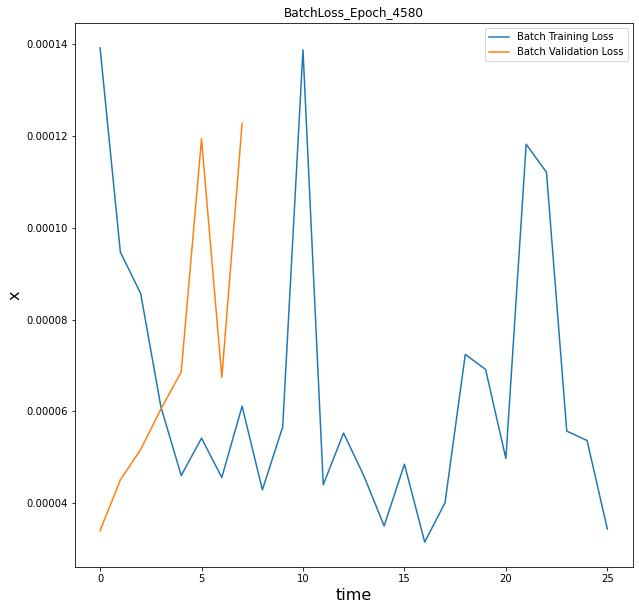 BatchLoss_Epoch_4580
Batch Training Loss
Batch Validation Loss
0.00014
0.00012
0.00010
0.00008
0.00006
0.00004
x
0 5 10 15 20 25
time